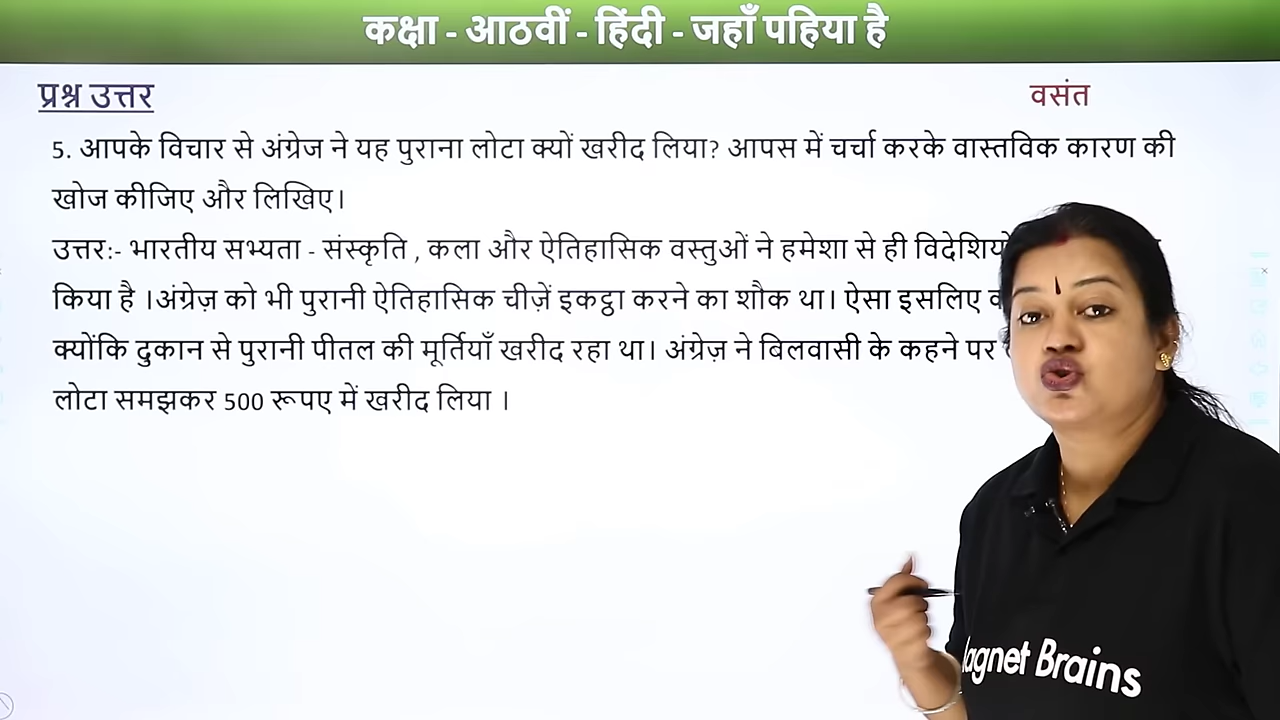 कक्षा - आठवीं - हिंदी - जहाँ पहिया है
प्रश्न उत्तर
वसंत
5. आपके विचार से अंग्रेज ने यह पुराना लोटा क्यों खरीद लिया? आपस में चर्चा करके वास्तविक कारण की
खोज कीजिए और लिखिए।
उत्तर:- भारतीय सभ्यता - संस्कृति , कला और ऐतिहासिक वस्तुओं ने हमेशा से ही
किया है ।अंग्रेज़ को भी पुरानी ऐतिहासिक चीज़ें इकट्ठा करने का शौक था। ऐसा इसलिए
क्योंकि दुकान से पुरानी पीतल की मूर्तियाँ खरीद रहा था। अंग्रेज़ ने बिलवासी के कहने पर
लोटा समझकर 500 रूपए में खरीद लिया ।
agnet Brains